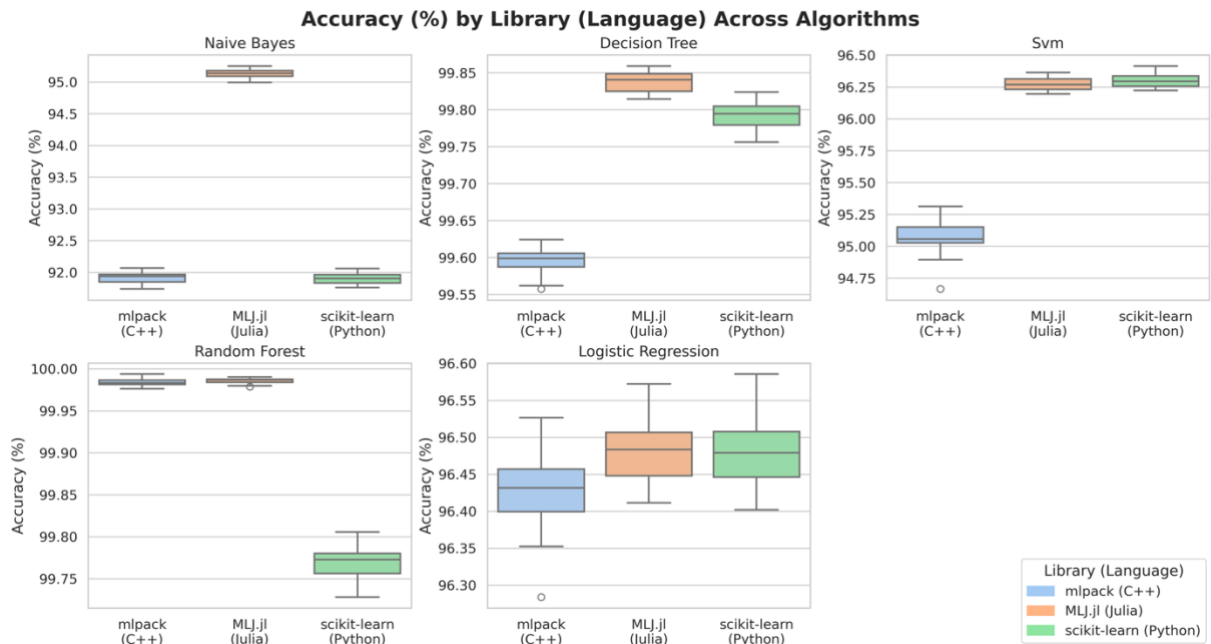 Accuracy (%) by Library (Language) Across Algorithms
Naive Bayes
Accuracy (%)
95.0
94.5
94.0
93.5
93.0
92.5
92.0
mlpack
(C++)
MLJ.jl
(Julia)
scikit-learn
(Python)
Decision Tree
Accuracy (%)
99.85
99.80
99.75
99.70
99.65
99.60
99.55
mlpack
(C++)
MLJ.jl
(Julia)
scikit-learn
(Python)
Svm
Accuracy (%)
96.50
96.25
96.00
95.75
95.50
95.25
95.00
94.75
mlpack
(C++)
MLJ.jl
(Julia)
scikit-learn
(Python)
Random Forest
Accuracy (%)
100.00
99.95
99.90
99.85
99.80
99.75
mlpack
(C++)
MLJ.jl
(Julia)
scikit-learn
(Python)
Logistic Regression
Accuracy (%)
96.60
96.55
96.50
96.45
96.40
96.35
96.30
mlpack
(C++)
MLJ.jl
(Julia)
scikit-learn
(Python)
Library (Language)
mlpack (C++)
MLJ.jl (Julia)
scikit-learn (Python)